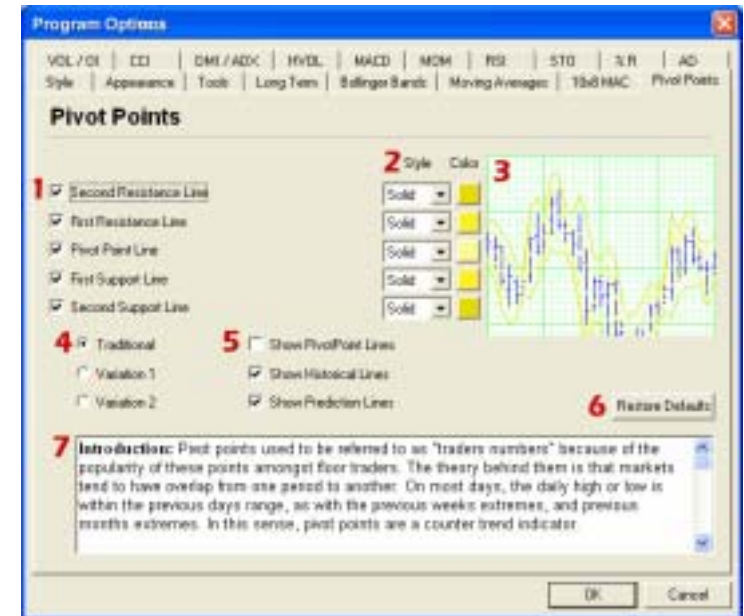 Program Options
VOL / OI | CCI | DMI / ADX | HVOL | MACD | MOM | RSI | STO | %R | AD
Style | Appearance | Tools | Long Term | Bollinger Bands | Moving Averages | 10x8 MAC | Pivot Points
Pivot Points
2 Style Color 3
1 Second Resistance Line Solid
First Resistance Line Solid
Pivot Point Line Solid
First Support Line Solid
Second Support Line Solid
4 Traditional 5 Show PivotPoint Lines
Variation 1 Show Historical Lines
Variation 2 Show Prediction Lines 6 Restore Defaults
7 Introduction: Pivot points used to be referred to as "traders numbers" because of the
popularity of these points amongst floor traders. The theory behind them is that markets
tend to have overlap from one period to another. On most days, the daily high or low is
within the previous days range, as with the previous weeks extremes, and previous
months extremes. In this sense, pivot points are a counter trend indicator.
OK Cancel